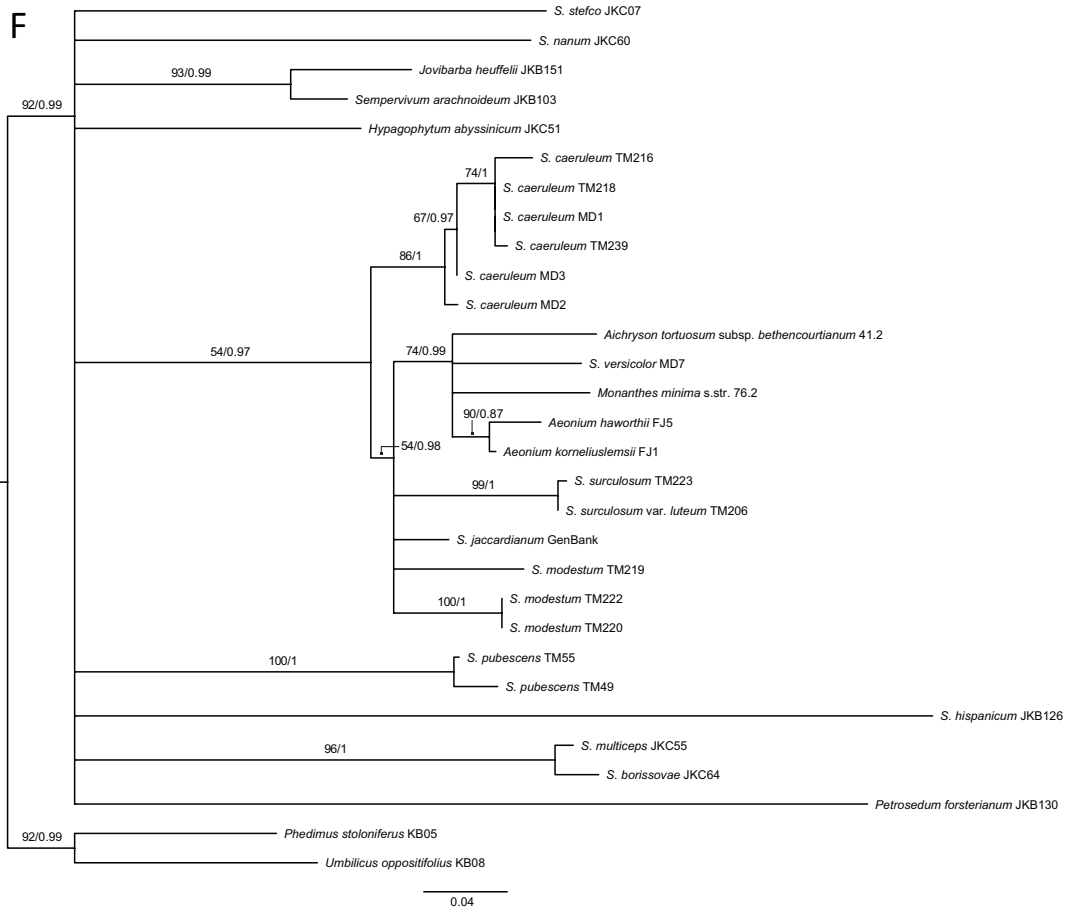 F
S. stefco JKC07
S. nanum JKC60
93/0.99
Jovibarba heuffelii JKB151
Sempervivum arachnoideum JKB103
92/0.99
Hypagophytum abyssinicum JKC51
S. caeruleum TM216
74/1
S. caeruleum TM218
67/0.97
S. caeruleum MD1
S. caeruleum TM239
86/1
S. caeruleum MD3
S. caeruleum MD2
Aichryson tortuosum subsp. bethencourtianum 41.2
54/0.97
74/0.99
S. versicolor MD7
Monanthes minima s.str. 76.2
90/0.87
Aeonium haworthii FJ5
54/0.98
Aeonium korneliuslemsii FJ1
99/1
S. surculosum TM223
S. surculosum var. luteum TM206
S. jaccardianum GenBank
S. modestum TM219
100/1
S. modestum TM222
S. modestum TM220
100/1
S. pubescens TM55
S. pubescens TM49
S. hispanicum JKB126
96/1
S. multiceps JKC55
S. borissovae JKC64
Petrosedum forsterianum JKB130
92/0.99
Phedimus stoloniferus KB05
Umbilicus oppositifolius KB08
0.04